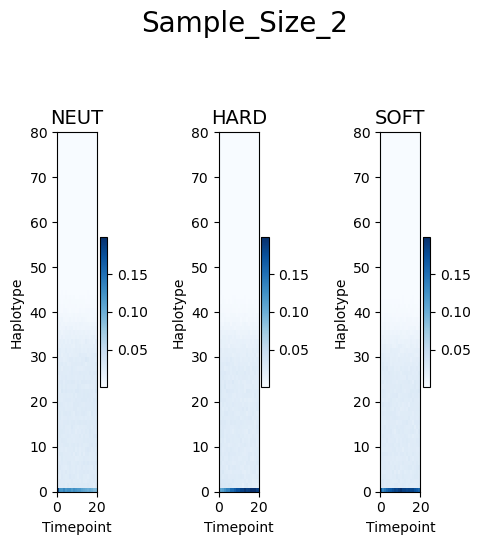 Sample_Size_2
NEUT HARD SOFT
80 80 80
70 70 70
60 60 60
50 50 50
0.15 0.15 0.15
40 40 40
0.10 0.10 0.10
Haplotype Haplotype Haplotype
30 30 30
0.05 0.05 0.05
20 20 20
10 10 10
0 0 0
0 20 0 20 0 20
Timepoint Timepoint Timepoint